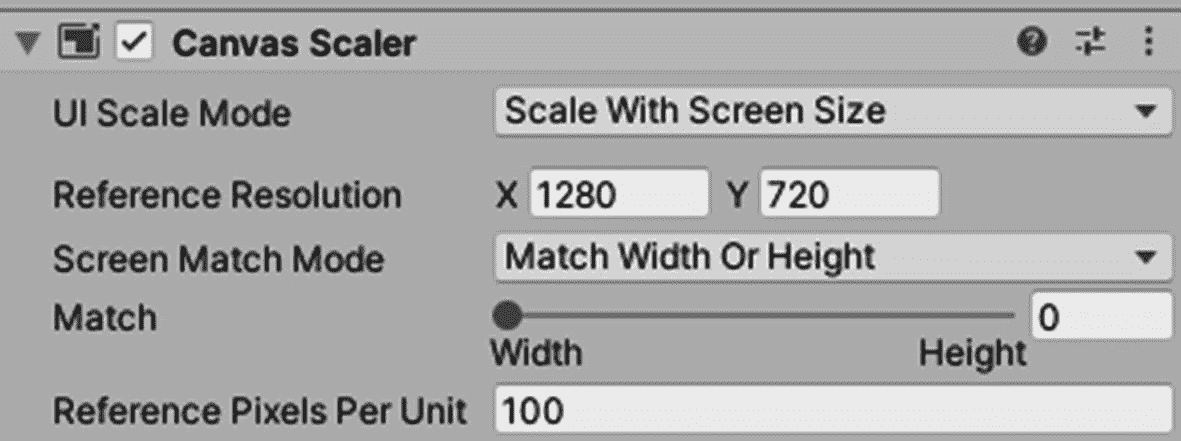 Canvas Scaler
UI Scale Mode Scale With Screen Size
Reference Resolution X 1280 Y 720
Screen Match Mode Match Width Or Height
Match 0
Width Height
Reference Pixels Per Unit 100